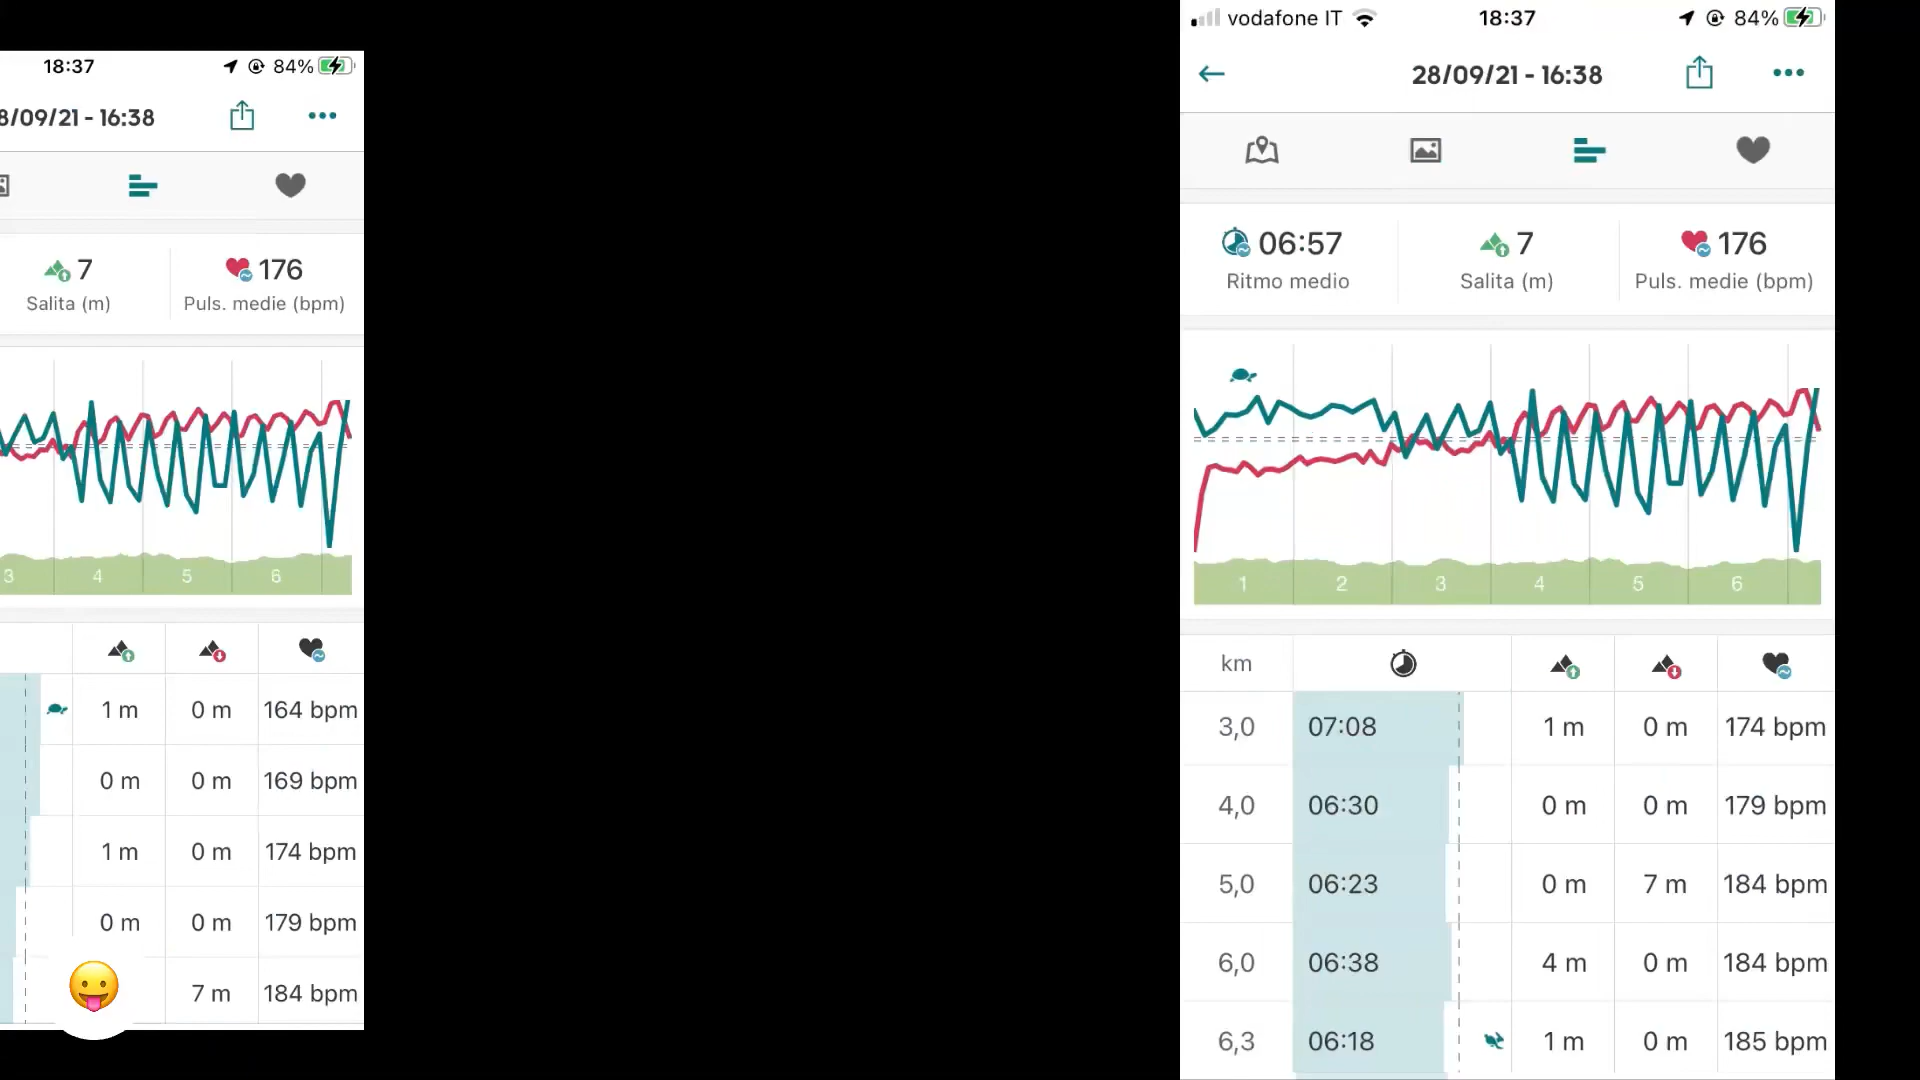 18:37 84%
8/09/21 - 16:38
7 176
Salita (m) Puls. medie (bpm)
3 4 5 6
1 m 0 m 164 bpm
0 m 0 m 169 bpm
1 m 0 m 174 bpm
0 m 0 m 179 bpm
7 m 184 bpm
vodafone IT 18:37 84%
28/09/21 - 16:38
06:57 7 176
Ritmo medio Salita (m) Puls. medie (bpm)
1 2 3 4 5 6
km
3,0 07:08 1 m 0 m 174 bpm
4,0 06:30 0 m 0 m 179 bpm
5,0 06:23 0 m 7 m 184 bpm
6,0 06:38 4 m 0 m 184 bpm
6,3 06:18 1 m 0 m 185 bpm